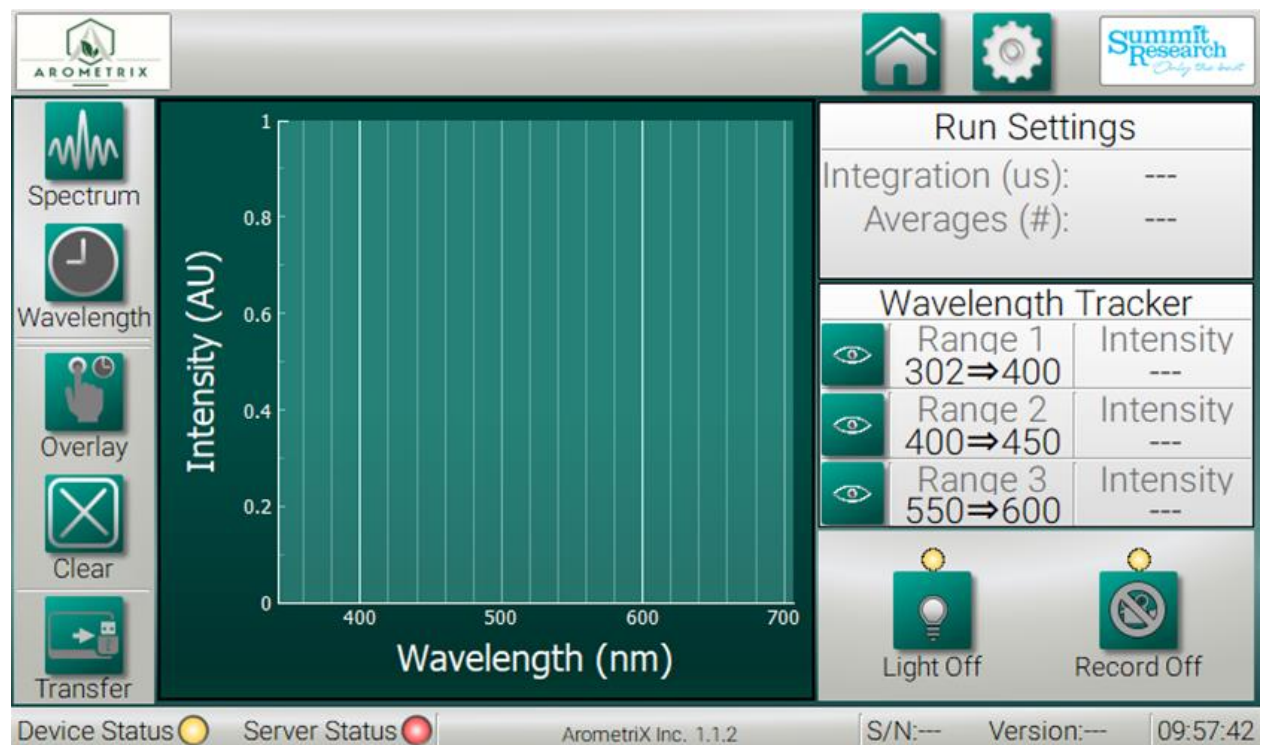 AROMETRIX
Summit
Research
Only the best
Spectrum
Wavelength
Overlay
Clear
Transfer
Intensity (AU)
1
0.8
0.6
0.4
0.2
0
400 500 600 700
Wavelength (nm)
Run Settings
Integration (us): ---
Averages (#): ---
Wavelength Tracker
Range 1 Intensity
302⇒400 ---
Range 2 Intensity
400⇒450 ---
Range 3 Intensity
550⇒600 ---
Light Off Record Off
Device Status Server Status ArometriX Inc. 1.1.2 S/N:--- Version:--- 09:57:42